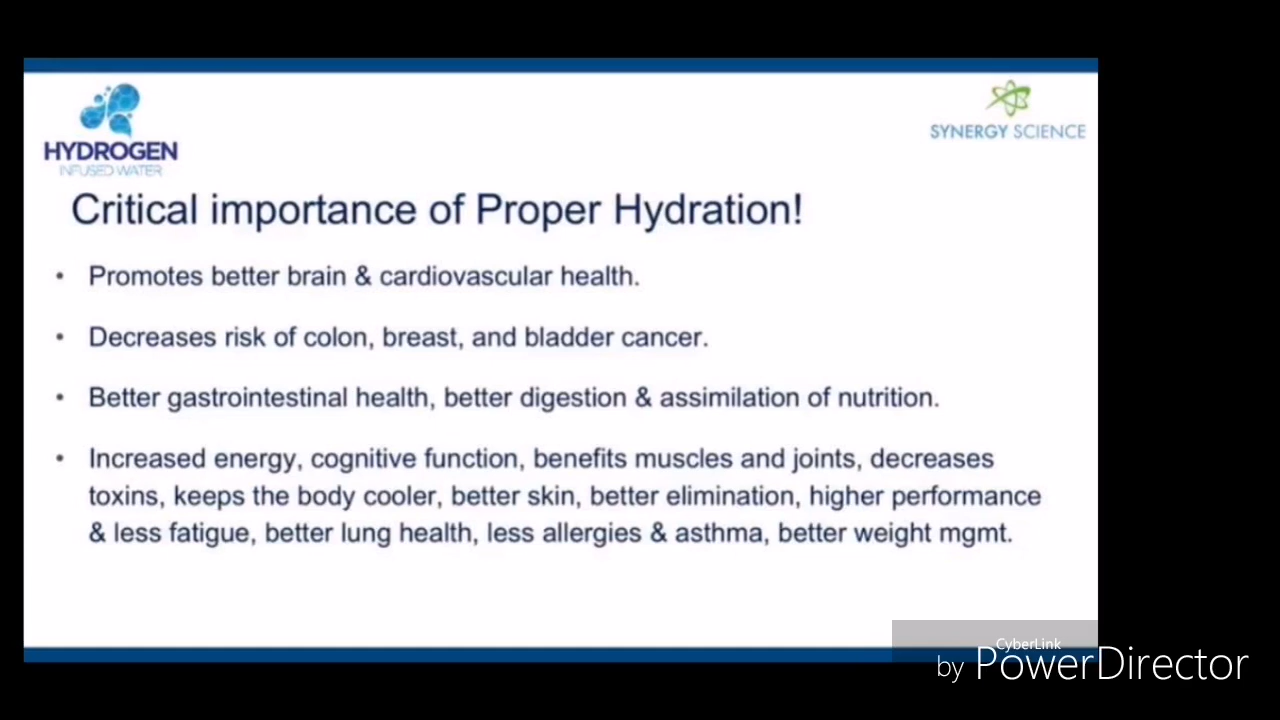 HYDROGEN
INFUSED WATER
SYNERGY SCIENCE
Critical importance of Proper Hydration!
• Promotes better brain & cardiovascular health.
• Decreases risk of colon, breast, and bladder cancer.
• Better gastrointestinal health, better digestion & assimilation of nutrition.
• Increased energy, cognitive function, benefits muscles and joints, decreases
toxins, keeps the body cooler, better skin, better elimination, higher performance
& less fatigue, better lung health, less allergies & asthma, better weight mgmt.
CyberLink
by PowerDirector